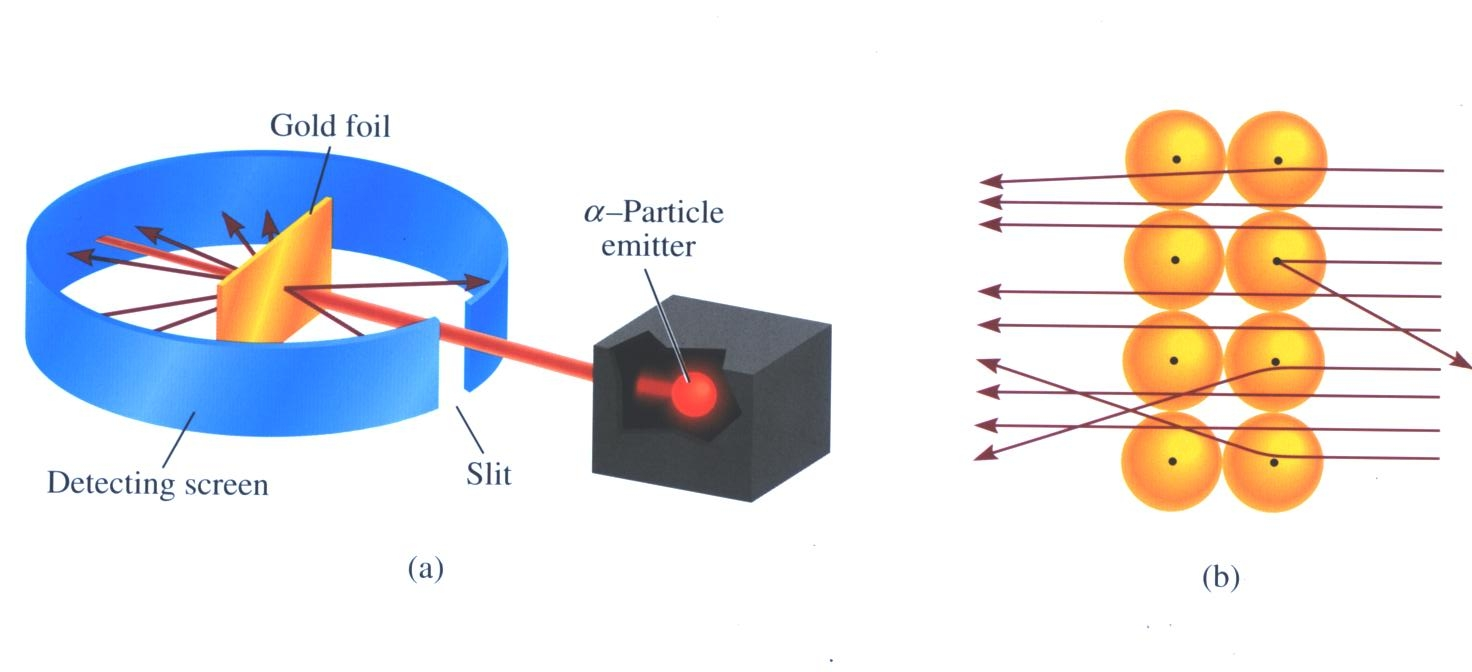 Gold foil
α–Particle
emitter
Detecting screen
Slit
(a)
(b)